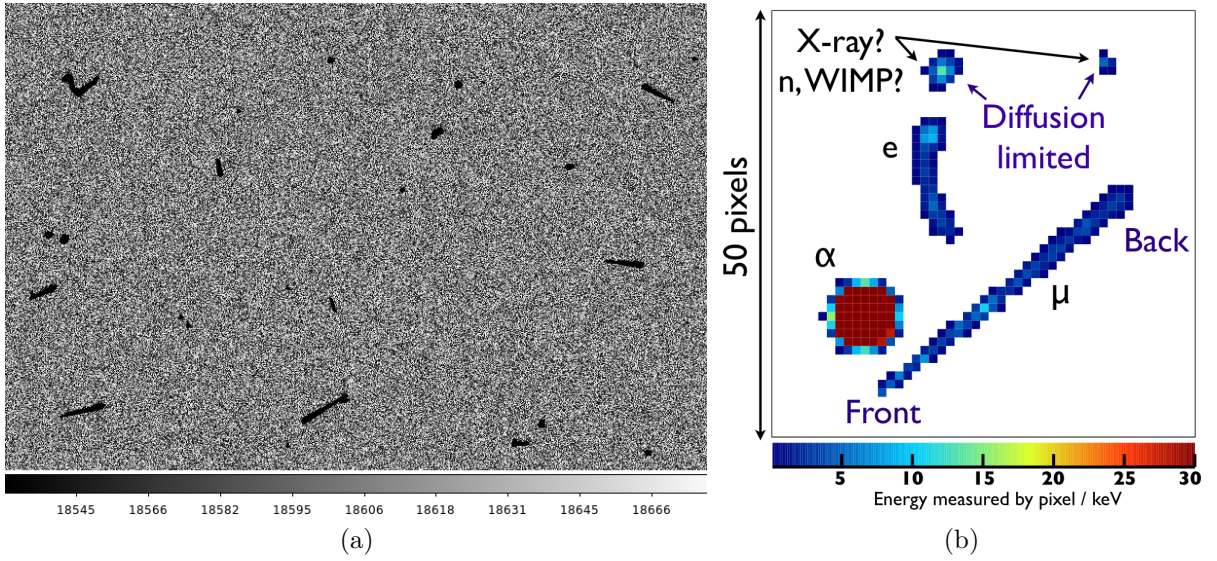 18545 18566 18582 18595 18606 18618 18631 18645 18666
(a)
50 pixels
X-ray?
n, WIMP?
Diffusion
limited
e
Back
α
μ
Front
5 10 15 20 25 30
Energy measured by pixel / keV
(b)